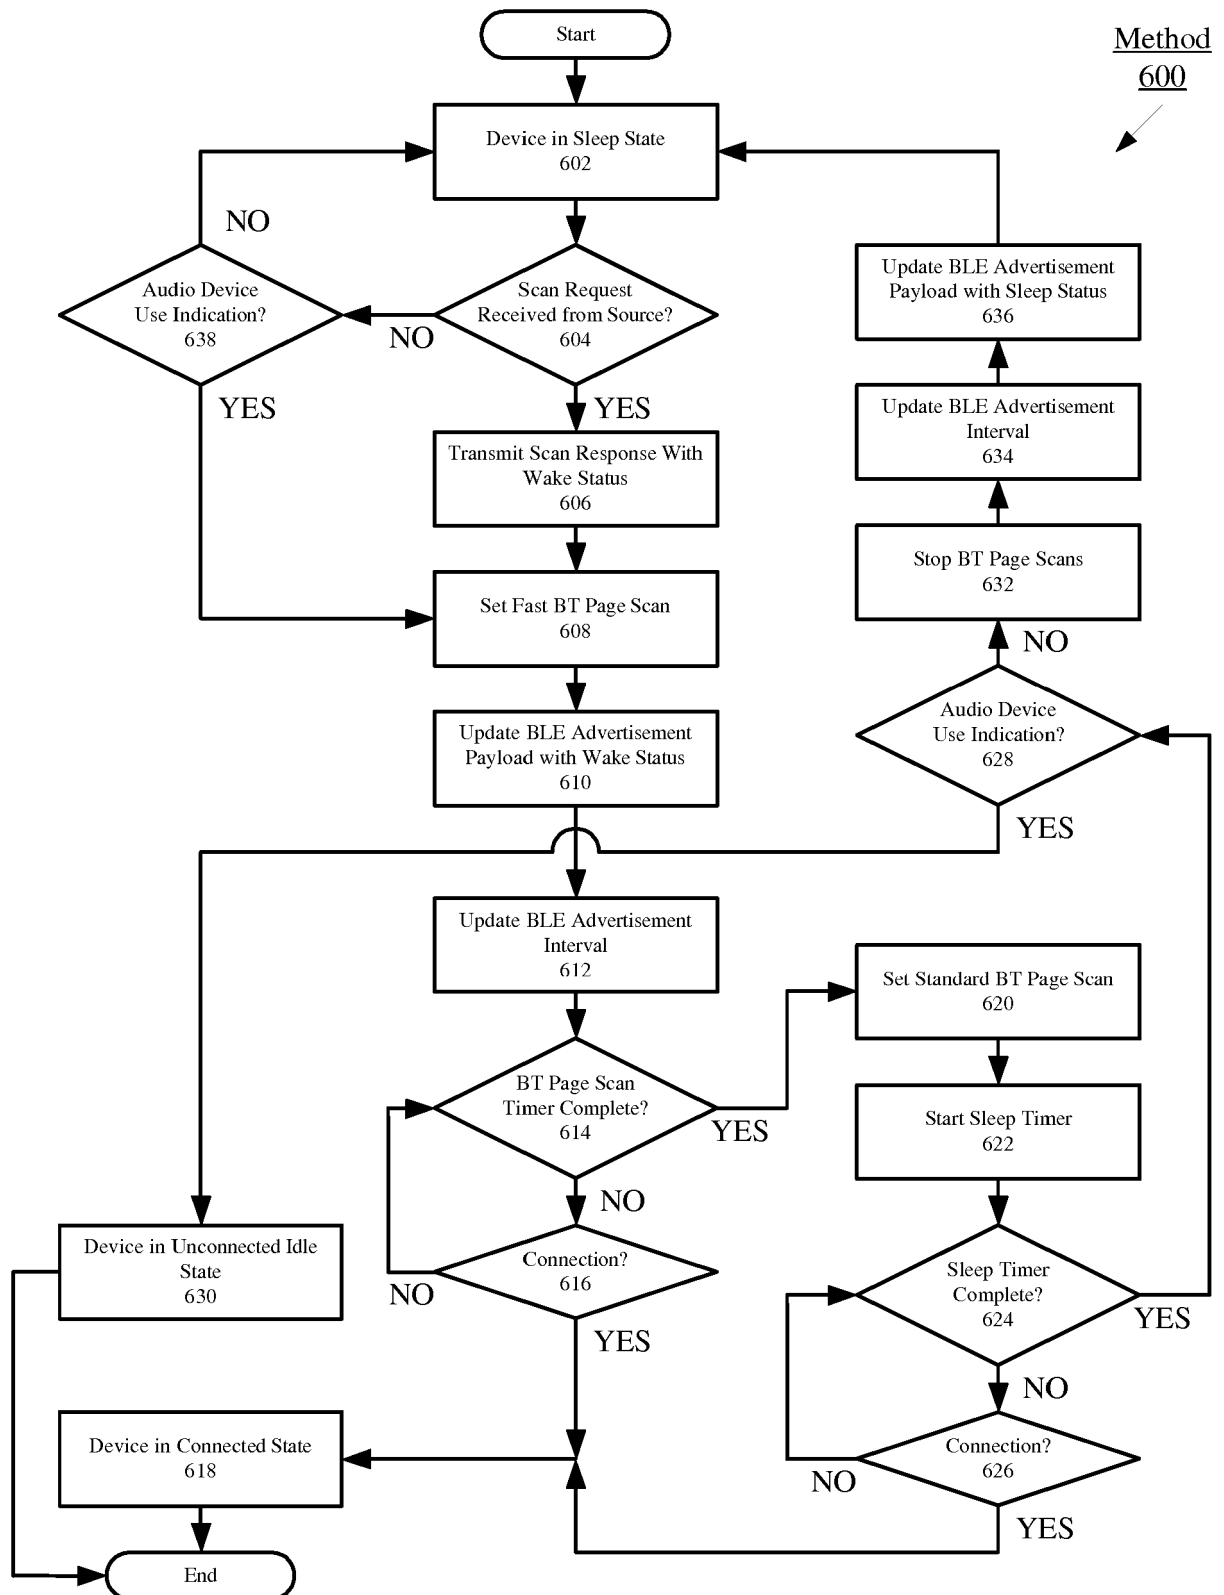 Start
Method
600
Device in Sleep State
602
NO
Audio Device
Use Indication?
638
NO
Scan Request
Received from Source?
604
Update BLE Advertisement
Payload with Sleep Status
636
YES
YES
Transmit Scan Response With
Wake Status
606
Update BLE Advertisement
Interval
634
Stop BT Page Scans
632
Set Fast BT Page Scan
608
NO
Update BLE Advertisement
Payload with Wake Status
610
Audio Device
Use Indication?
628
YES
Update BLE Advertisement
Interval
612
Set Standard BT Page Scan
620
BT Page Scan
Timer Complete?
614
YES
Start Sleep Timer
622
NO
Device in Unconnected Idle
State
630
Connection?
616
NO
YES
Sleep Timer
Complete?
624
YES
NO
Device in Connected State
618
Connection?
626
NO
YES
End